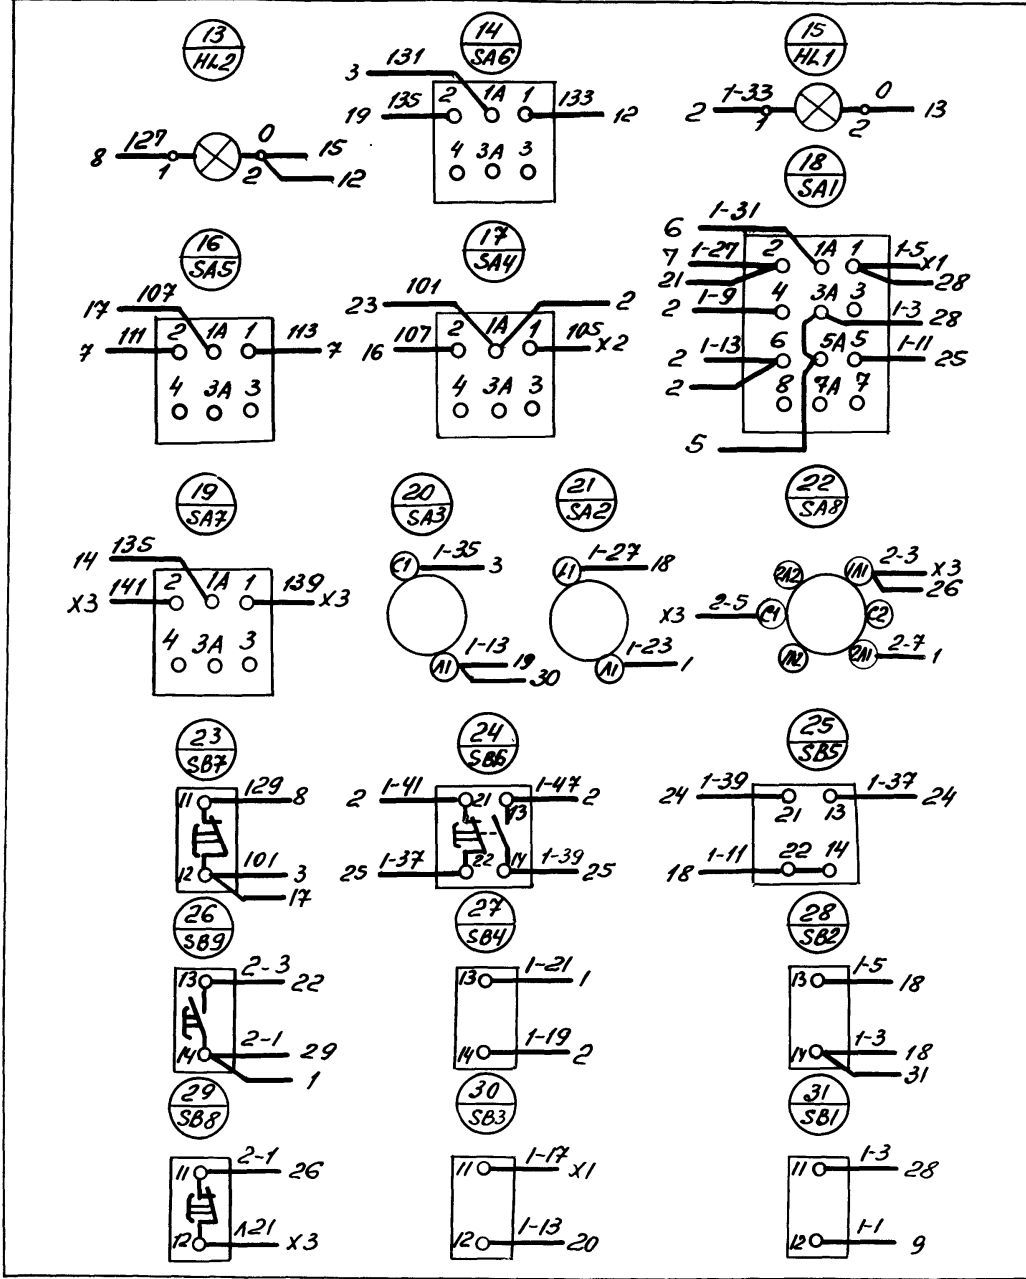 13
HL2
8 127 0 15
1 2 12
14
SA6
3 131
19 135 2 1A 1 133 12
4 3A 3
15
HL1
2 1-33 0 13
1 2
16
SA5
17 107
7 111 2 1A 1 113 7
4 3A 3
17
SA4
23 101 2
16 107 2 1A 1 105 X2
4 3A 3
18
SA1
6 1-31
7 1-27 2 1A 1 1-5 X1
21 28
2 1-9 4 3A 3 1-3 28
2 1-13 6 5A 5 1-11 25
2 8 7A 7
5
19
SA7
14 135
X3 141 2 1A 1 139 X3
4 3A 3
20
SA3
C1 1-35 3
Л1 1-13 19
30
21
SA2
Л1 1-27 18
Л1 1-23 1
22
SA8
2Л2 1Л1 2-3 X3
26
X3 2-5 C1 C2
1Л2 2Л1 2-7 1
23
SB7
11 129 8
12 101 3
17
24
SB6
2 1-41 21 13 1-47 2
25 1-37 22 14 1-39 25
25
SB5
24 1-39 21 13 1-37 24
18 1-11 22 14
26
SB9
13 2-3 22
14 2-1 29
1
27
SB4
13 1-21 1
14 1-19 2
28
SB2
13 1-5 18
14 1-3 18
31
29
SB8
11 2-1 26
12 Л21 X3
30
SB3
11 1-17 X1
12 1-13 20
31
SB1
11 1-3 28
12 1-1 9